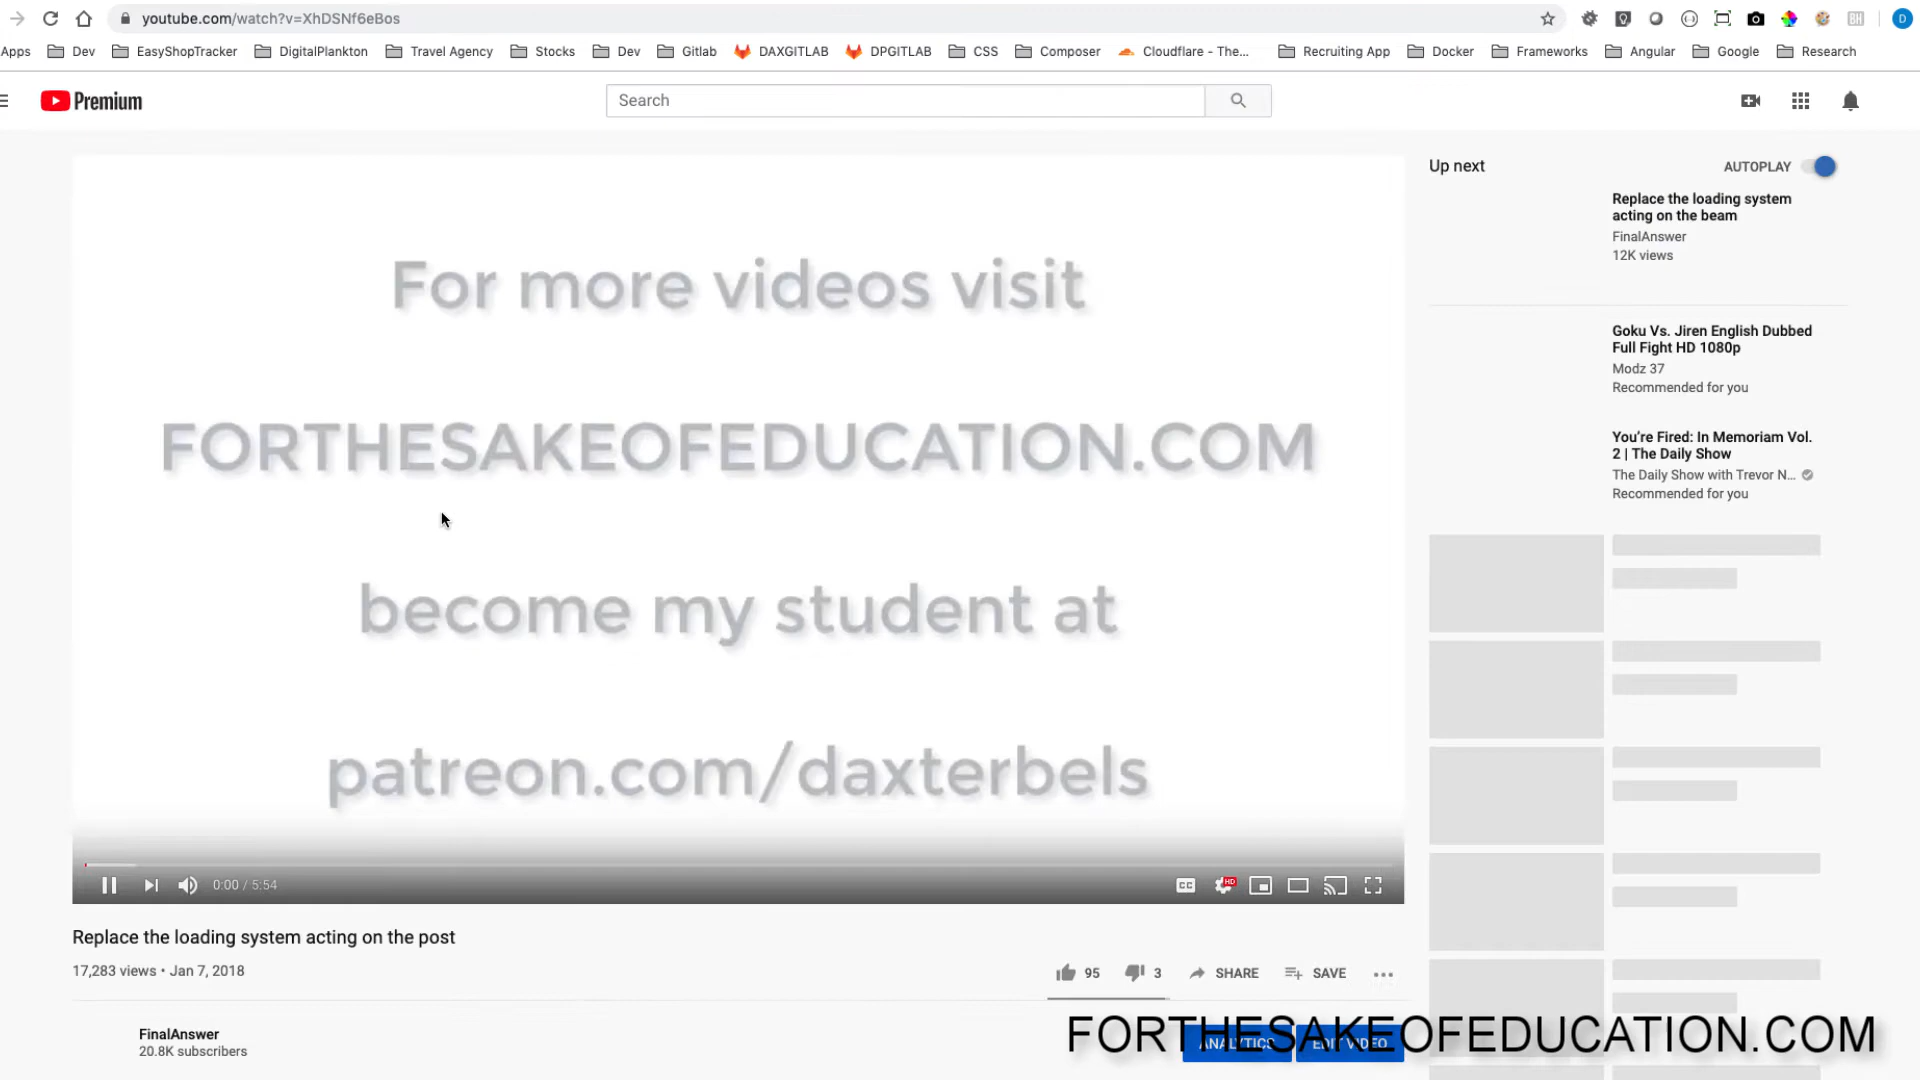 youtube.com/watch?v=XhDSNf6eBos
Apps Dev EasyShopTracker DigitalPlankton Travel Agency Stocks Dev Gitlab DAXGITLAB DPGITLAB CSS Composer Cloudflare - The... Recruiting App Docker Frameworks Angular Google Research
Premium
Search
For more videos visit
FORTHESAKEOFEDUCATION.COM
become my student at
patreon.com/daxterbels
0:00 / 5:54
CC
HD
Replace the loading system acting on the post
17,283 views • Jan 7, 2018
95 3 SHARE SAVE
FinalAnswer
20.8K subscribers
ANALYTICS EDIT VIDEO
Up next
AUTOPLAY
Replace the loading system
acting on the beam
FinalAnswer
12K views
Goku Vs. Jiren English Dubbed
Full Fight HD 1080p
Modz 37
Recommended for you
You’re Fired: In Memoriam Vol.
2 | The Daily Show
The Daily Show with Trevor N...
Recommended for you
FORTHESAKEOFEDUCATION.COM
D